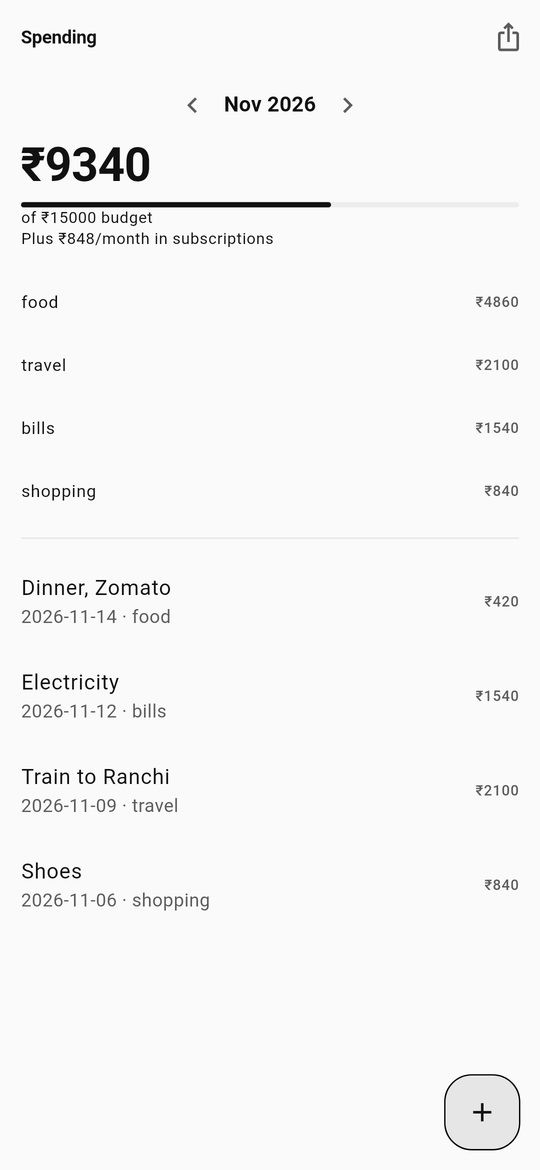 Spending
Nov 2026
₹9340
of ₹15000 budget
Plus ₹848/month in subscriptions
food ₹4860
travel ₹2100
bills ₹1540
shopping ₹840
Dinner, Zomato
2026-11-14 · food
₹420
Electricity
2026-11-12 · bills
₹1540
Train to Ranchi
2026-11-09 · travel
₹2100
Shoes
2026-11-06 · shopping
₹840